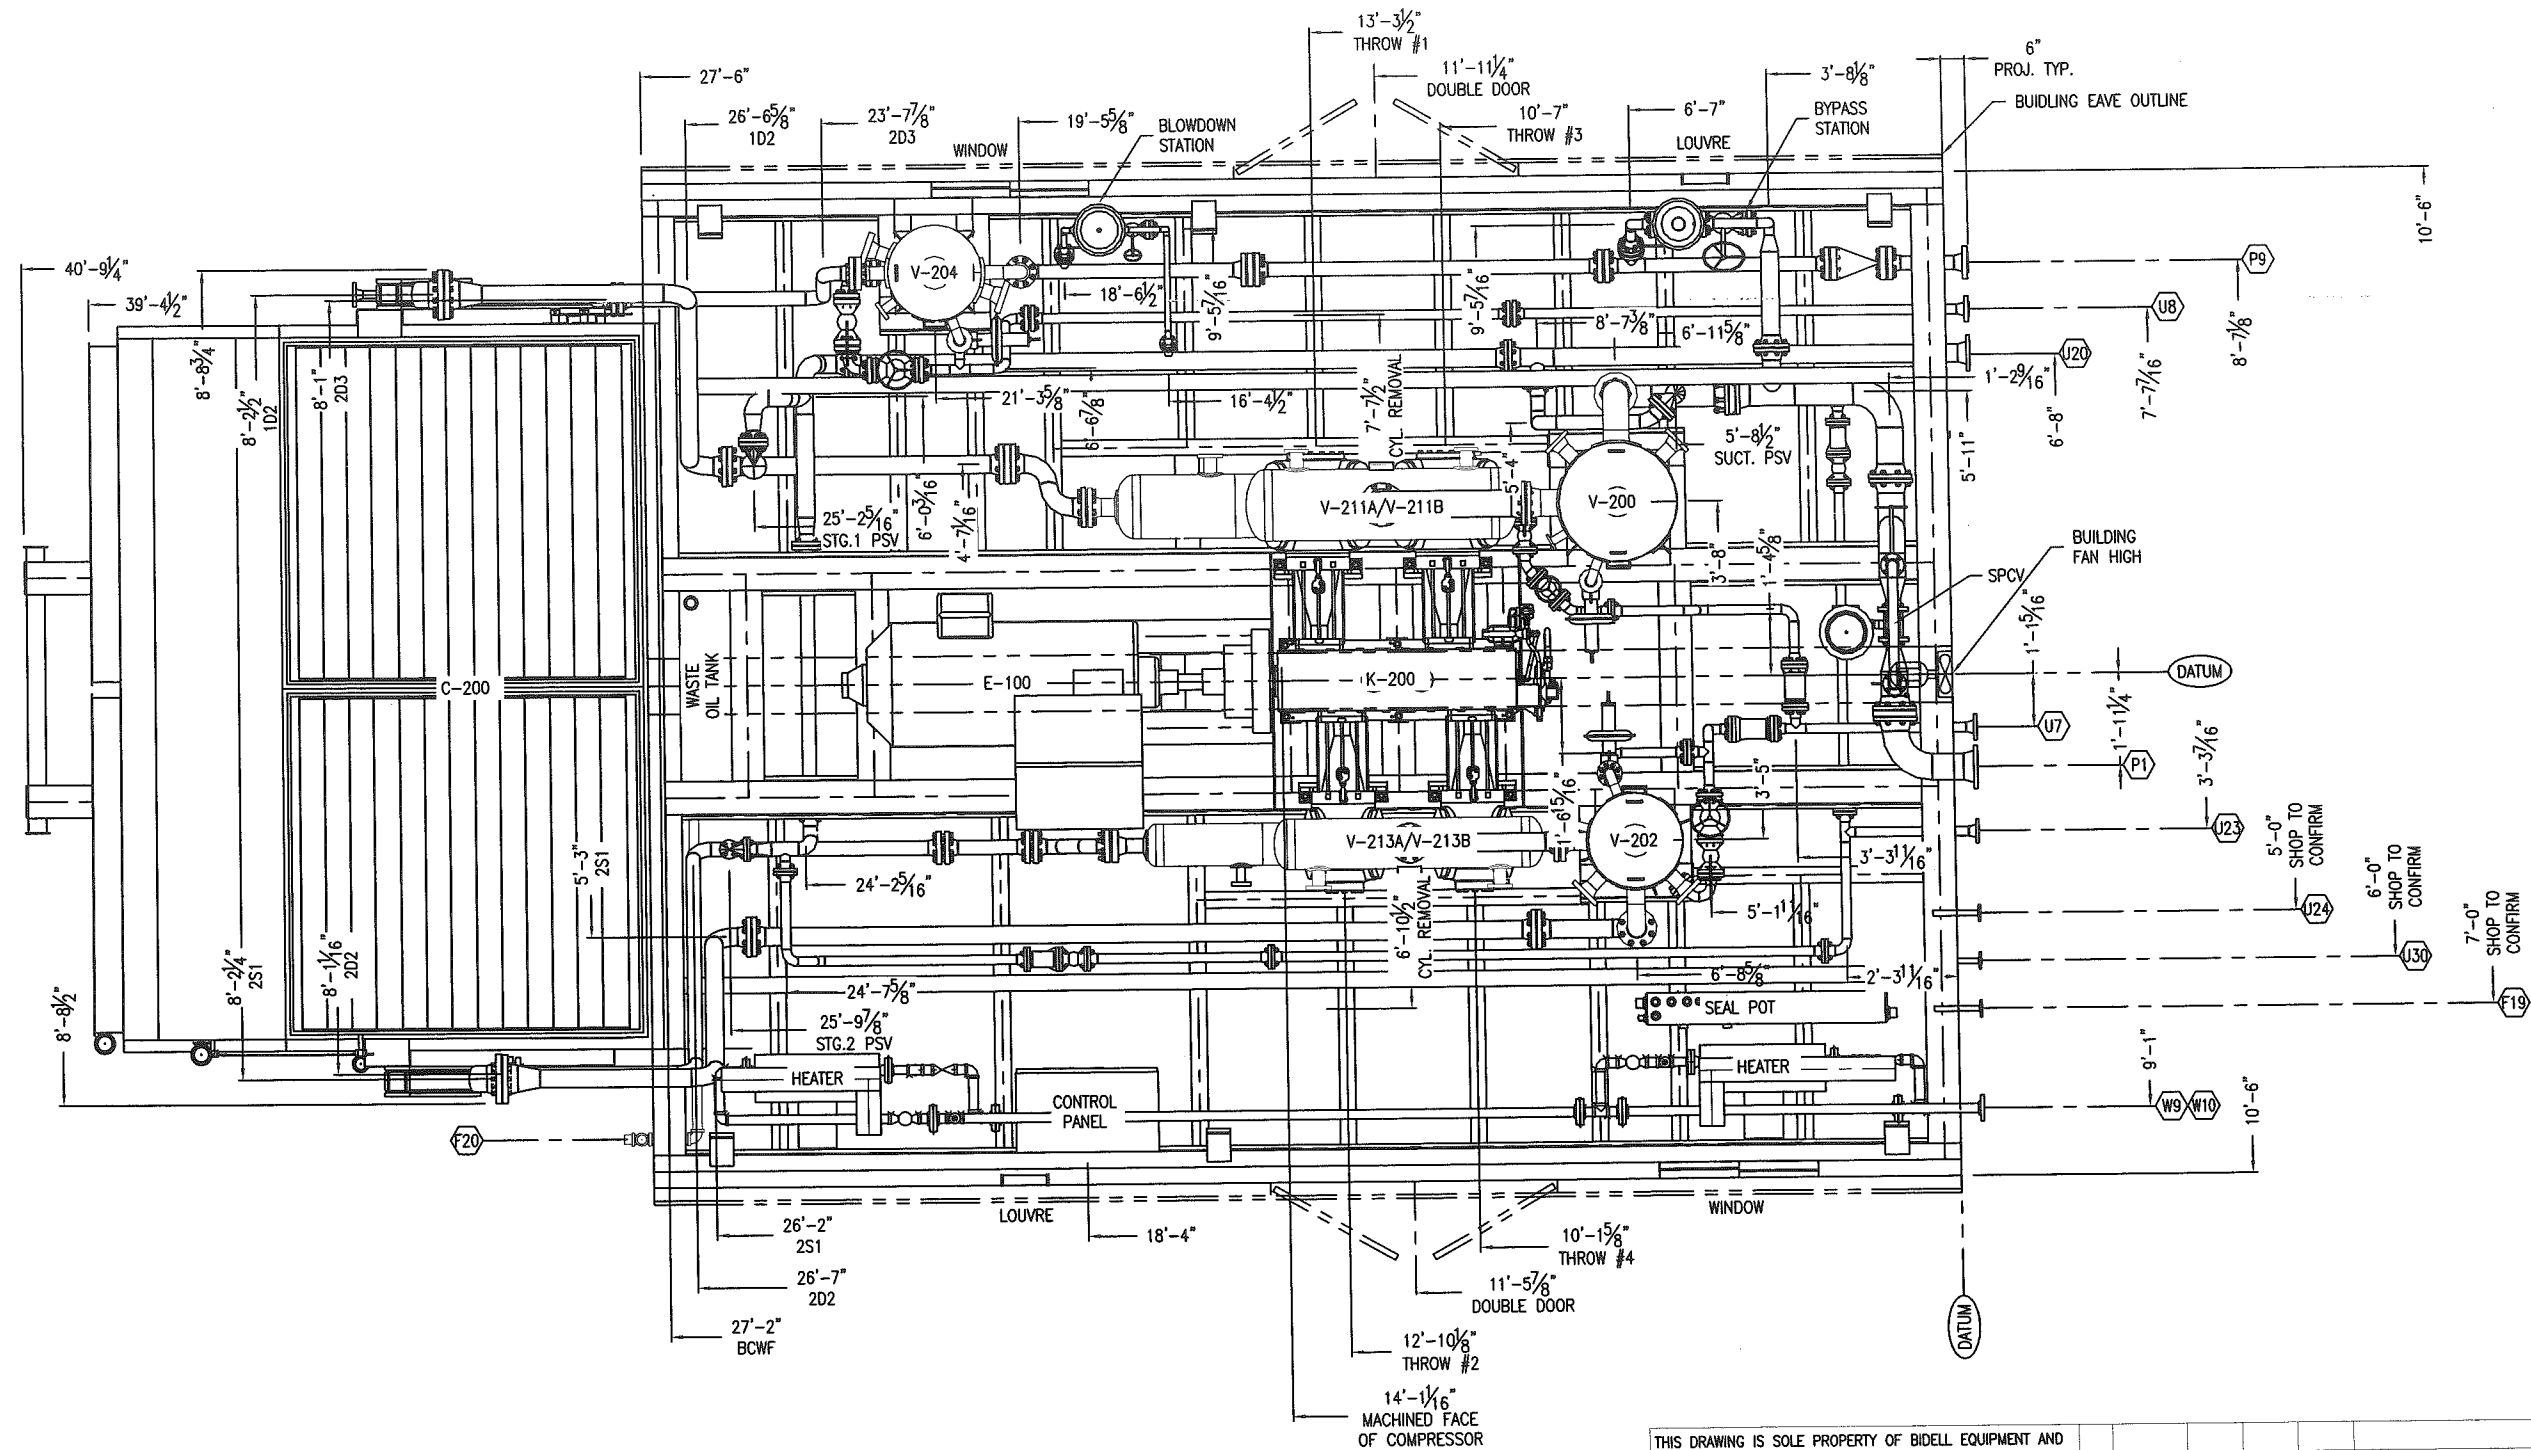 13'-3½"
THROW #1
6"
PROJ. TYP.
27'-6"
11'-11¼"
DOUBLE DOOR
3'-8⅛"
BUIDLING EAVE OUTLINE
26'-6⅝"
1D2
23'-7⅞"
2D3
19'-5⅝"
BLOWDOWN
STATION
10'-7"
THROW #3
6'-7"
BYPASS
STATION
WINDOW
LOUVRE
10'-6"
40'-9¼"
39'-4½"
V-204
18'-6½"
9'-5⁷⁄₁₆"
9'-5⁷⁄₁₆"
P9
U8
8'-7⅜"
6'-11⅝"
8'-7⅛"
8'-8¾"
8'-2½"
1D2
8'-1"
2D3
U20
1'-2⁹⁄₁₆"
7'-7⁷⁄₁₆"
6'-8"
21'-3⅝"
6'-6⅞"
16'-4½"
7'-7½"
CYL. REMOVAL
5'-8½"
SUCT. PSV
5'-11"
5'-4"
V-211A/V-211B
V-200
25'-2⁵⁄₁₆"
STG.1 PSV
6'-0³⁄₁₆"
4'-7⁷⁄₁₆"
3'-8"
1'-4⅝"
BUILDING
FAN HIGH
SPCV
1'-1¹⁵⁄₁₆"
WASTE
OIL TANK
C-200
E-100
K-200
DATUM
U7
1'-11¼"
P1
3'-3⁷⁄₁₆"
3'-5"
1'-6¹⁵⁄₁₆"
V-213A/V-213B
V-202
U23
5'-0"
SHOP TO
CONFIRM
5'-3"
2S1
24'-2⁵⁄₁₆"
3'-3¹¹⁄₁₆"
6'-0"
SHOP TO
CONFIRM
6'-10½"
CYL. REMOVAL
5'-1¹¹⁄₁₆"
U24
7'-0"
SHOP TO
CONFIRM
U30
8'-8½"
8'-2¼"
2S1
8'-1¹⁄₁₆"
2D2
24'-7⅝"
6'-8⅝"
2'-3¹¹⁄₁₆"
SEAL POT
F19
25'-9⅞"
STG.2 PSV
HEATER
HEATER
9'-1"
CONTROL
PANEL
W9
W10
10'-6"
F20
LOUVRE
WINDOW
26'-2"
2S1
18'-4"
10'-1⅝"
THROW #4
26'-7"
2D2
11'-5⅞"
DOUBLE DOOR
DATUM
27'-2"
BCWF
12'-10⅛"
THROW #2
14'-1⁄16"
MACHINED FACE
OF COMPRESSOR
THIS DRAWING IS SOLE PROPERTY OF BIDELL EQUIPMENT AND